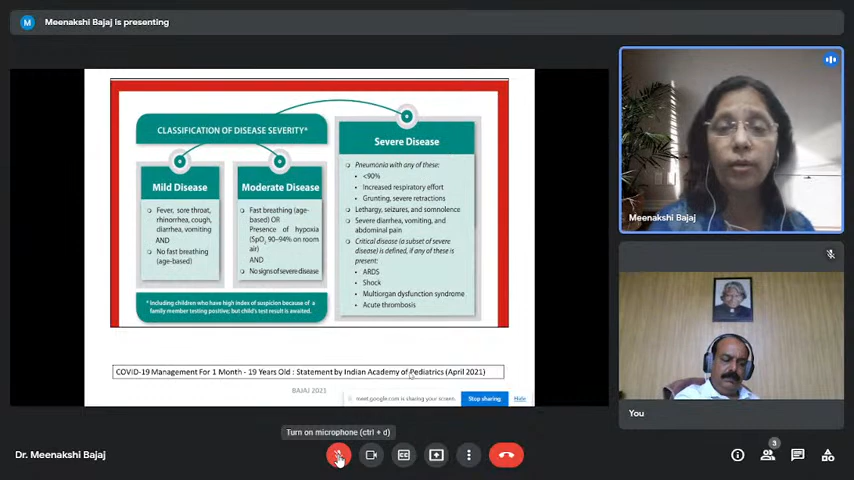 M
Meenakshi Bajaj is presenting
CLASSIFICATION OF DISEASE SEVERITY*
Mild Disease
Fever, sore throat,
rhinorrhea, cough,
diarrhea, vomiting
AND
No fast breathing
(age-based)
Moderate Disease
Fast breathing (age-
based) OR
Presence of hypoxia
(SpO2 90–94% on room
air)
AND
No signs of severe disease
* Including children who have high index of suspicion because of a
family member testing positive; but child's test result is awaited.
Severe Disease
Pneumonia with any of these:
<90%
Increased respiratory effort
Grunting, severe retractions
Lethargy, seizures, and somnolence
Severe diarrhea, vomiting, and
abdominal pain
Critical disease (a subset of severe
disease) is defined, if any of these is
present:
ARDS
Shock
Multiorgan dysfunction syndrome
Acute thrombosis
COVID-19 Management For 1 Month - 19 Years Old : Statement by Indian Academy of Pediatrics (April 2021)
BAJAJ 2021
meet.google.com is sharing your screen.
Stop sharing
Hide
Meenakshi Bajaj
You
Turn on microphone (ctrl + d)
Dr. Meenakshi Bajaj
3